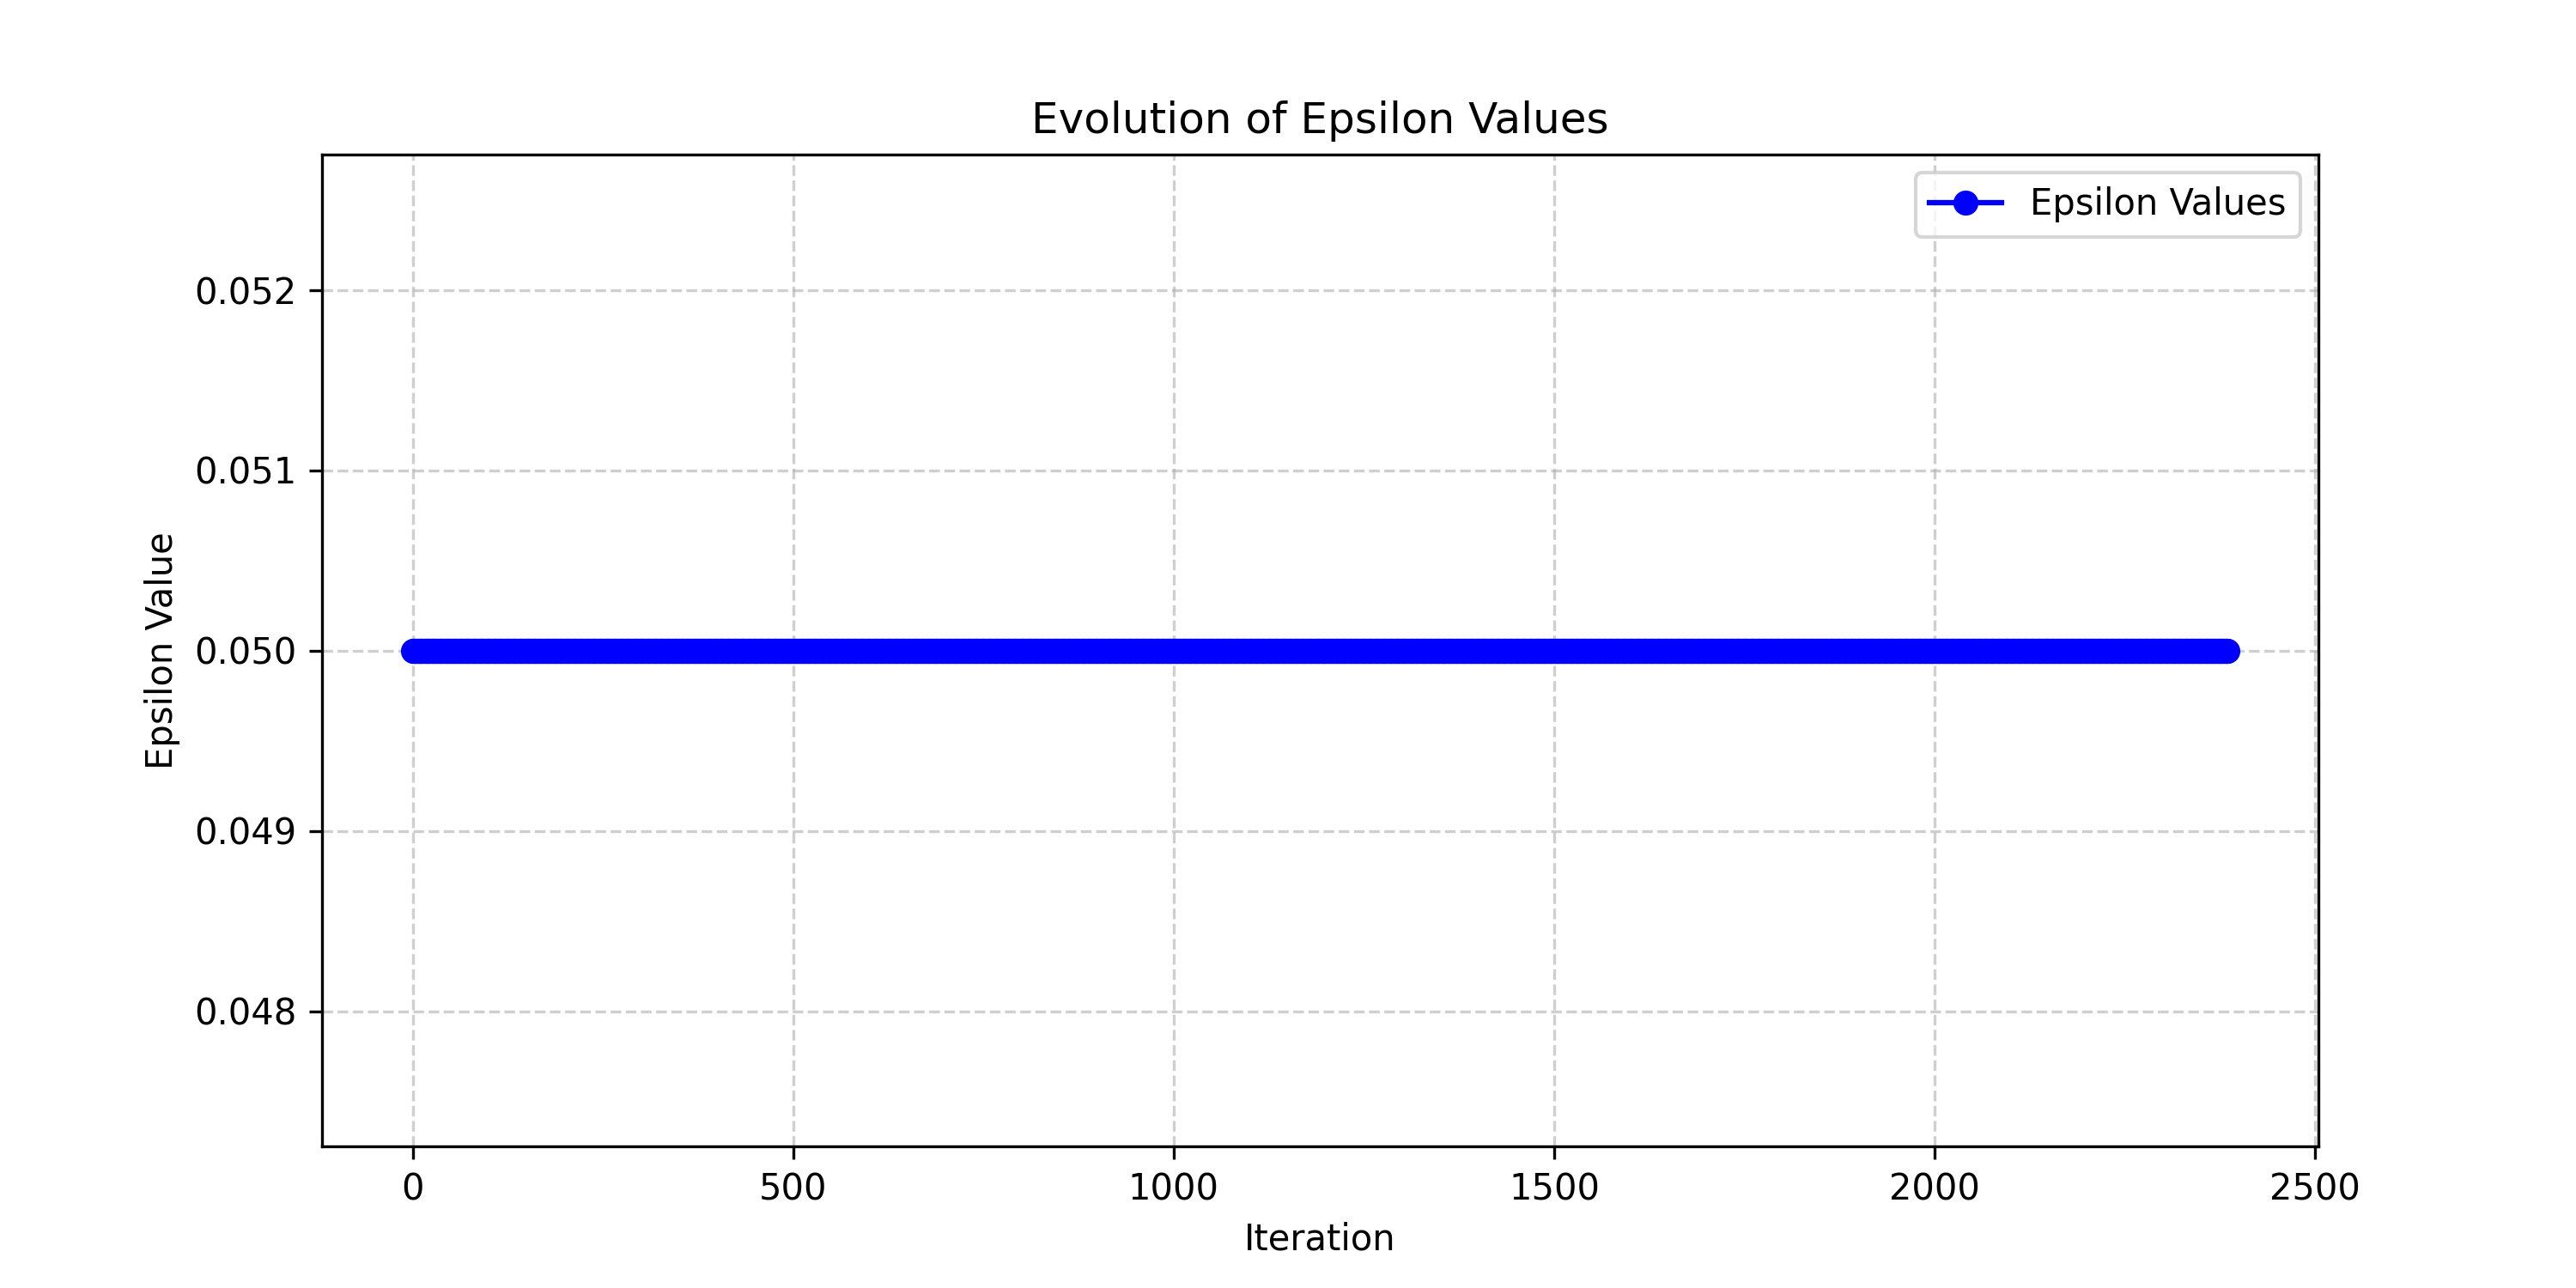 Evolution of Epsilon Values
Epsilon Values
0.052
0.051
0.050
0.049
0.048
Epsilon Value
0 500 1000 1500 2000 2500
Iteration